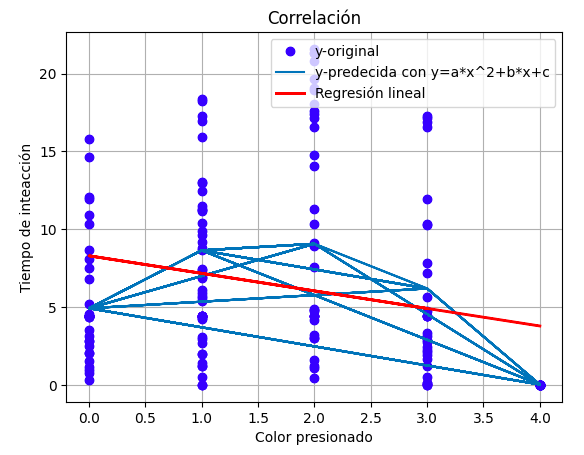 Correlación
y-original
y-predecida con y=a*x^2+b*x+c
Regresión lineal
Tiempo de inteacción
20
15
10
5
0
0.0 0.5 1.0 1.5 2.0 2.5 3.0 3.5 4.0
Color presionado